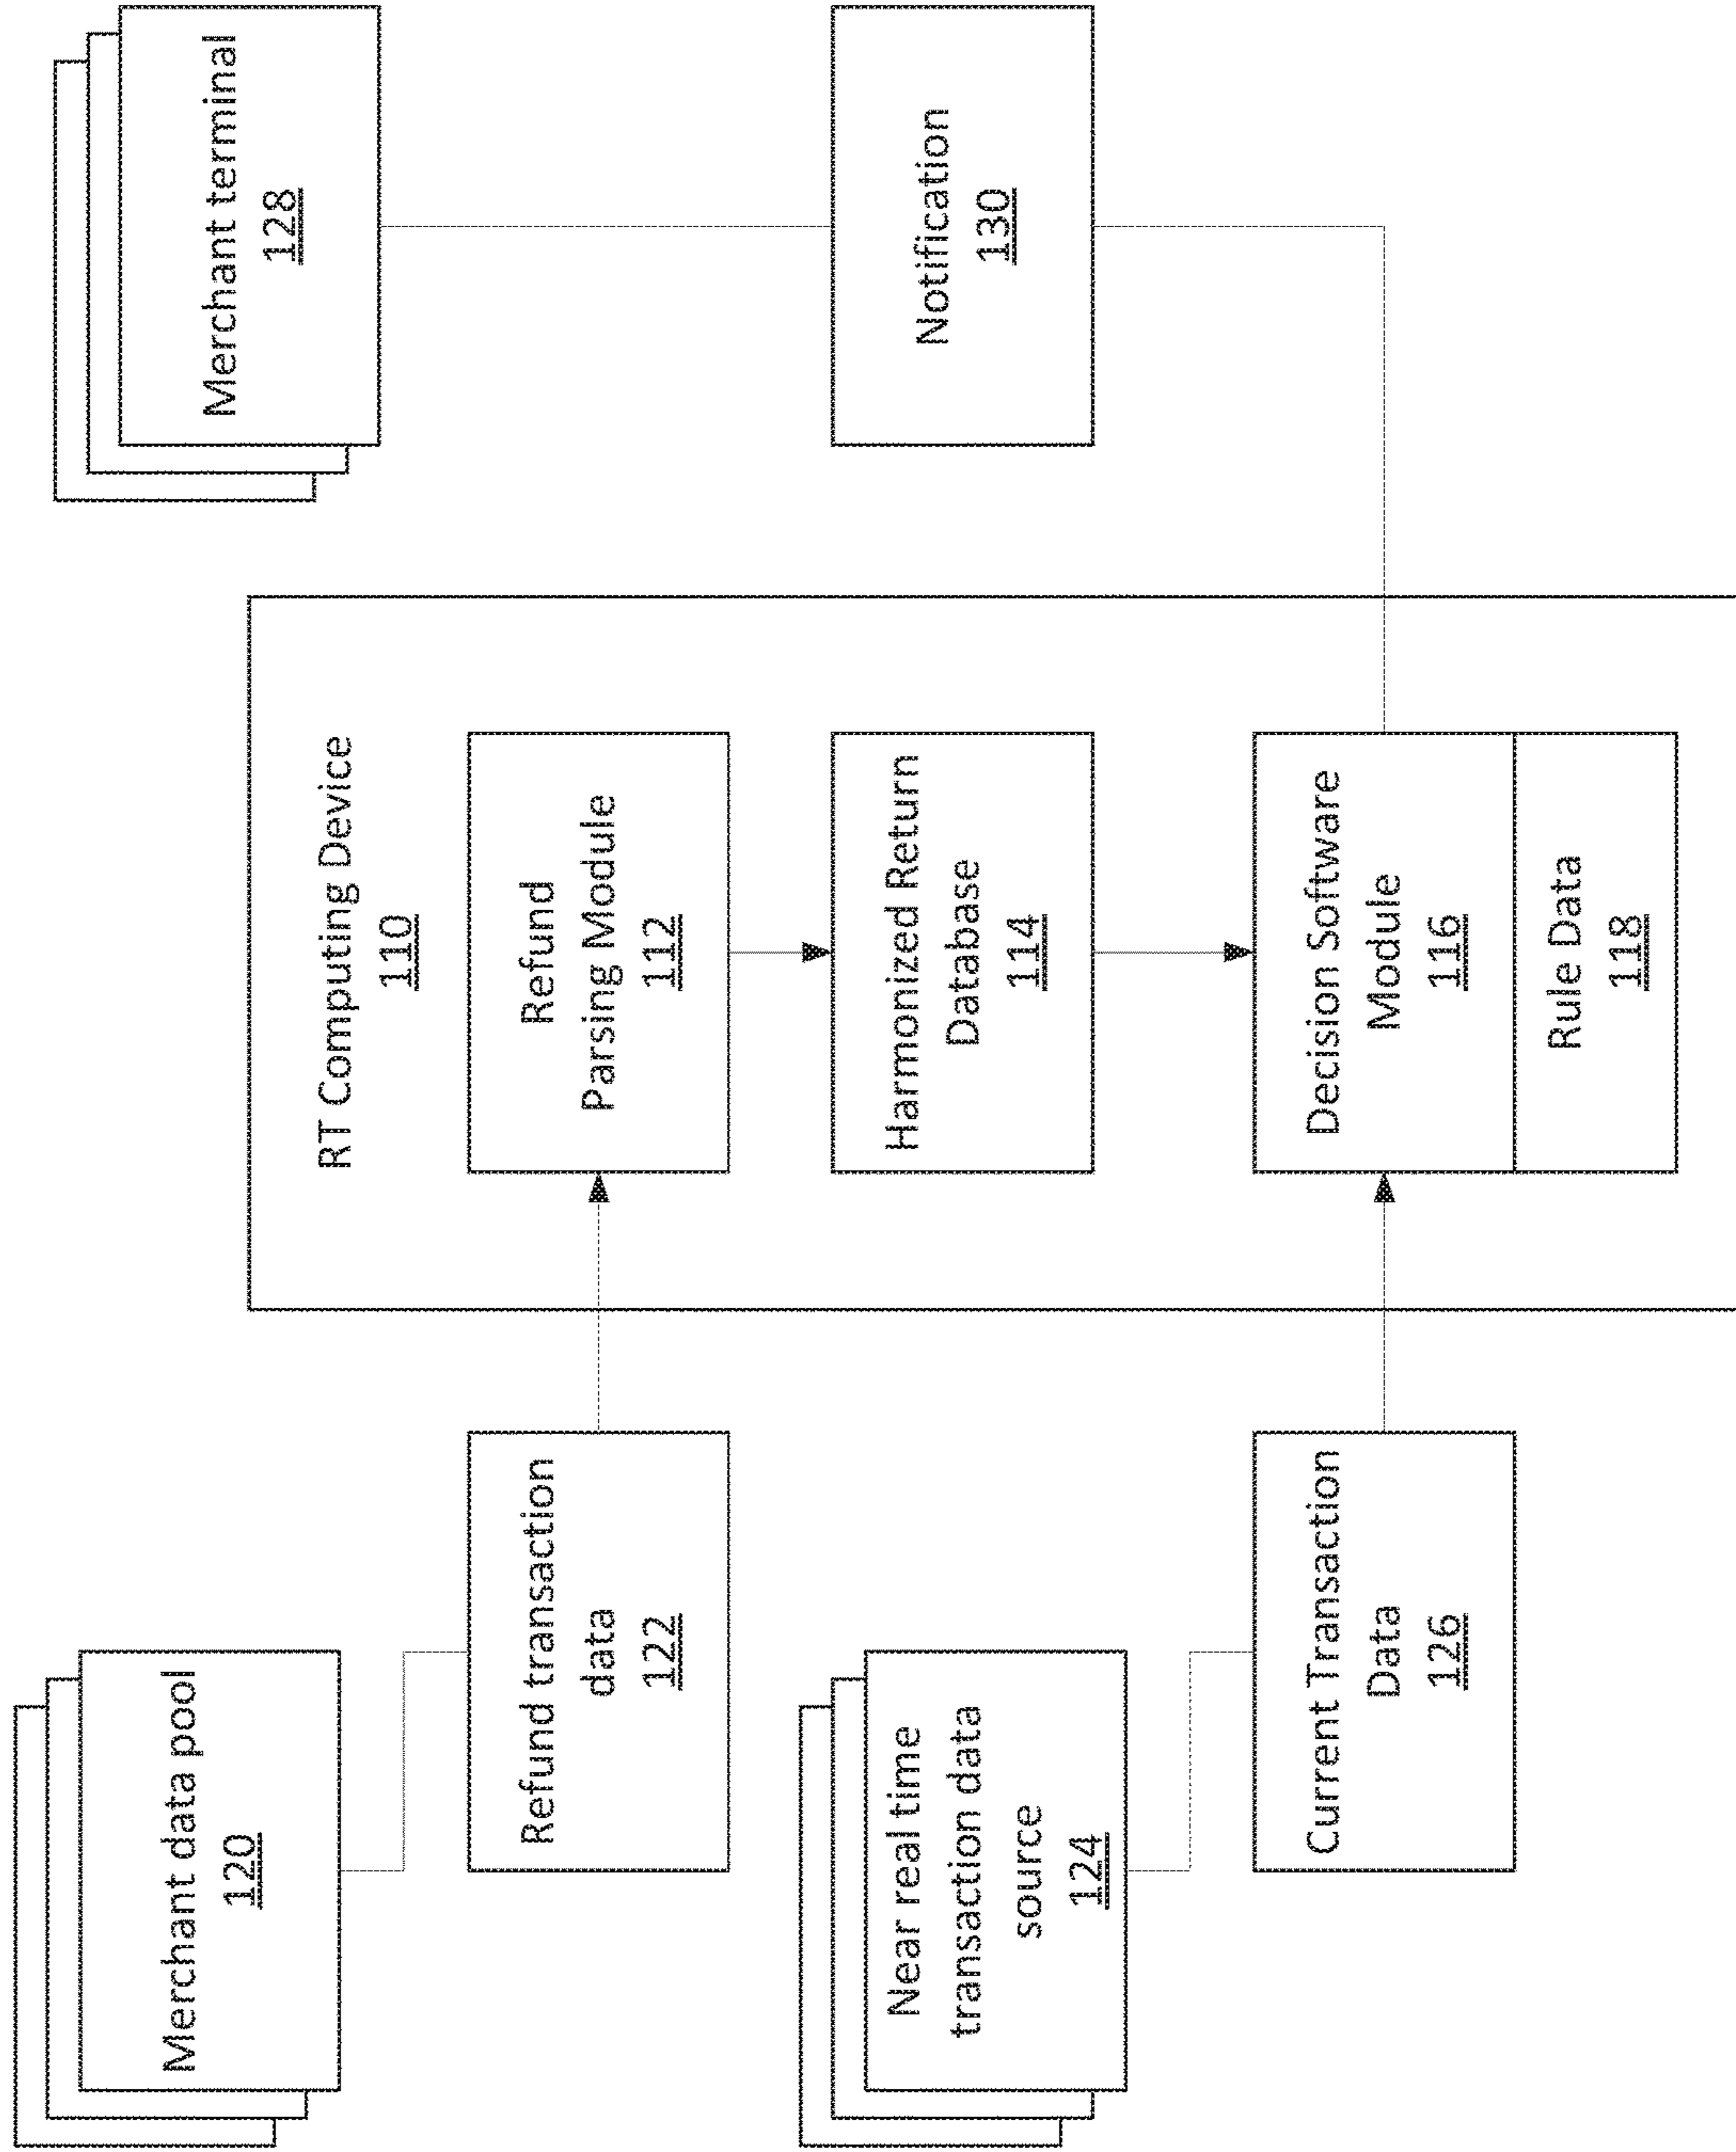 Merchant data pool
120
Refund transaction
data
122
Near real time
transaction data
source
124
Current Transaction
Data
126
RT Computing Device
110
Refund
Parsing Module
112
Harmonized Return
Database
114
Decision Software
Module
116
Rule Data
118
Merchant terminal
128
Notification
130